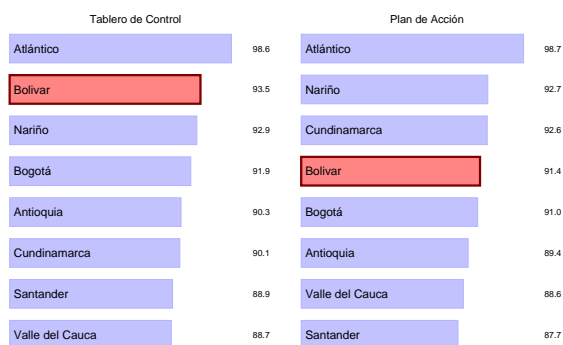 Tablero de Control
Atlántico 98.6
Bolivar 93.5
Nariño 92.9
Bogotá 91.9
Antioquia 90.3
Cundinamarca 90.1
Santander 88.9
Valle del Cauca 88.7
Plan de Acción
Atlántico 98.7
Nariño 92.7
Cundinamarca 92.6
Bolivar 91.4
Bogotá 91.0
Antioquia 89.4
Valle del Cauca 88.6
Santander 87.7